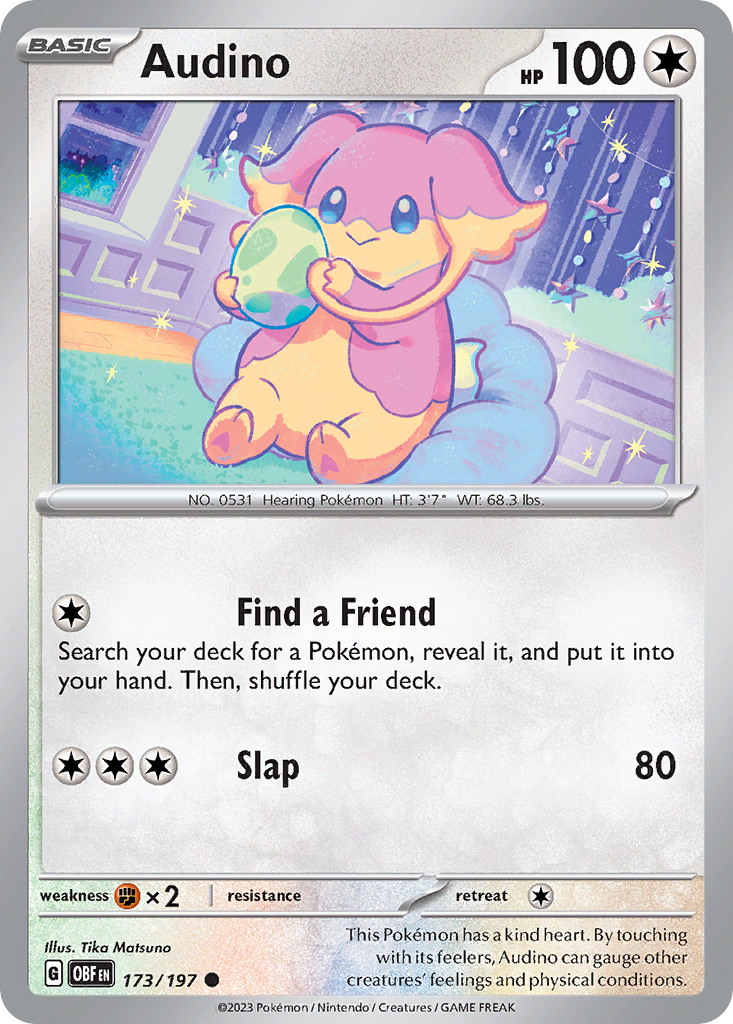 BASIC
Audino
HP 100
NO. 0531 Hearing Pokémon HT: 3'7" WT: 68.3 lbs.
Find a Friend
Search your deck for a Pokémon, reveal it, and put it into
your hand. Then, shuffle your deck.
Slap 80
weakness ×2 resistance retreat
Illus. Tika Matsuno
This Pokémon has a kind heart. By touching
with its feelers, Audino can gauge other
creatures' feelings and physical conditions.
G OBF EN 173/197
©2023 Pokémon / Nintendo / Creatures / GAME FREAK